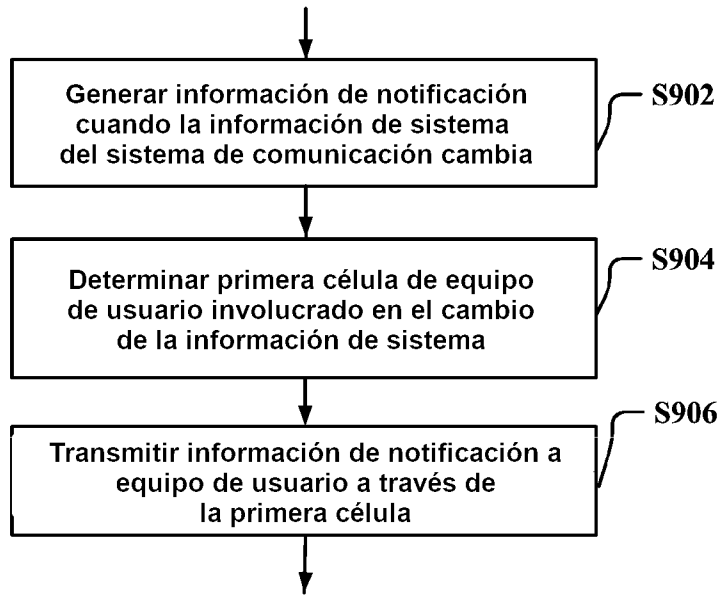 Generar información de notificación
cuando la información de sistema
del sistema de comunicación cambia
S902
Determinar primera célula de equipo
de usuario involucrado en el cambio
de la información de sistema
S904
Transmitir información de notificación a
equipo de usuario a través de
la primera célula
S906